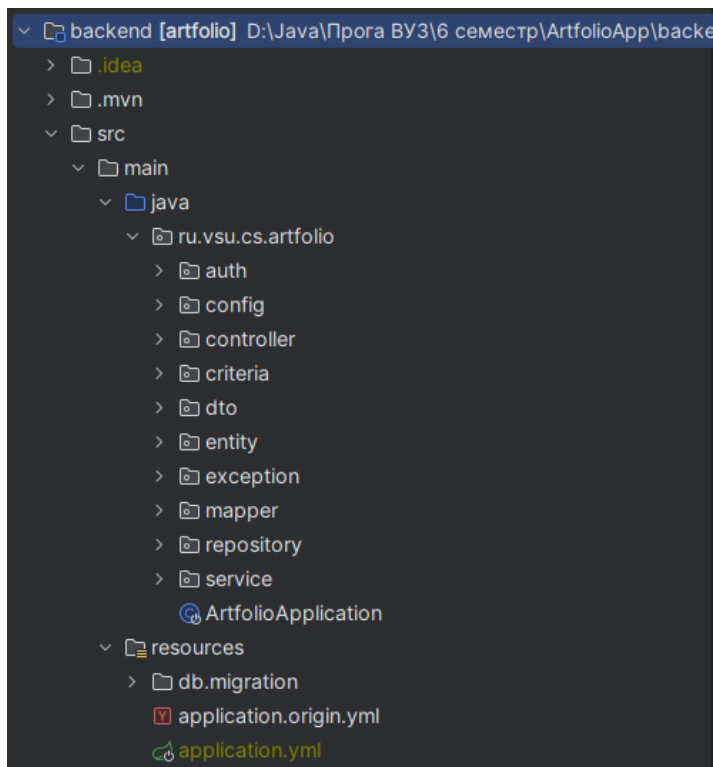 backend [artfolio] D:\Java\Прога ВУЗ\6 семестр\ArtfolioApp\backe
.idea
.mvn
src
main
java
ru.vsu.cs.artfolio
auth
config
controller
criteria
dto
entity
exception
mapper
repository
service
ArtfolioApplication
resources
db.migration
application.origin.yml
application.yml